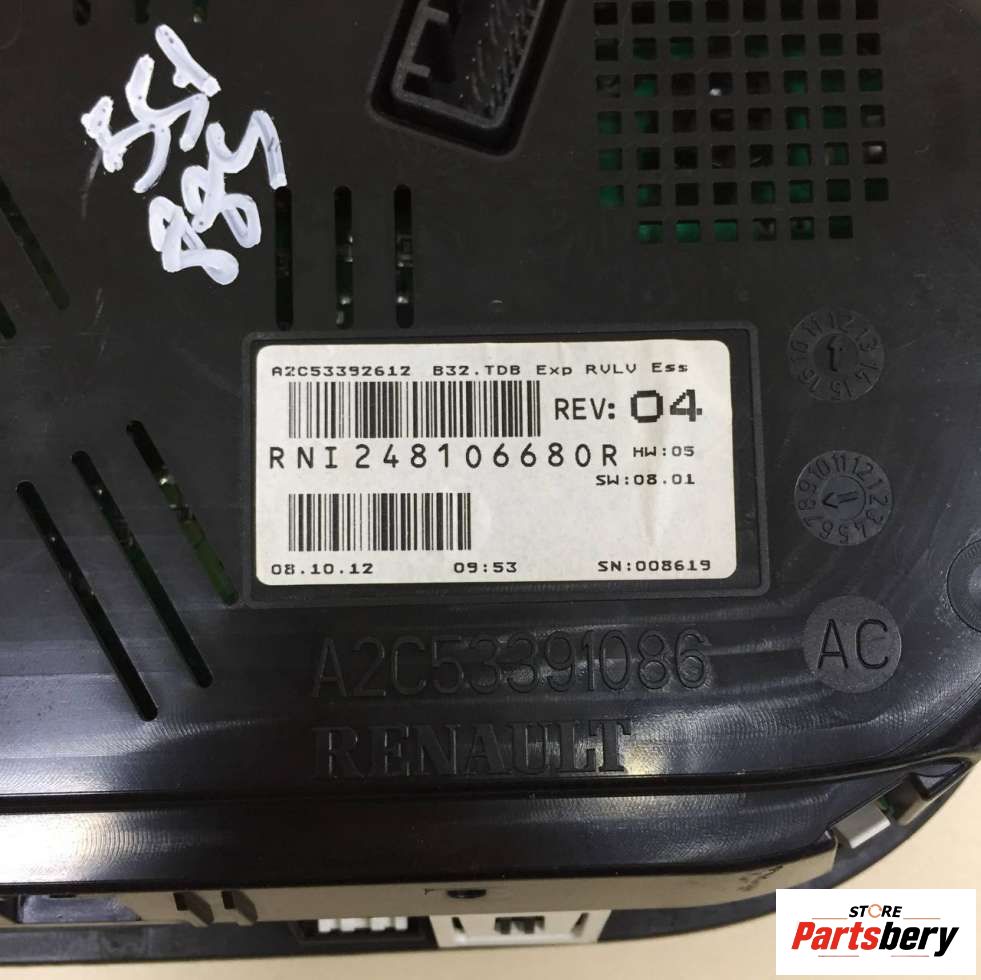 A2C53392612 B32.TDB Exp RVLV Ess
REV: 04
RNI248106680R HW:05
SW:08.01
08.10.12 09:53 SN:008619
A2C53391086
AC
RENAULT
STORE
Partsbery